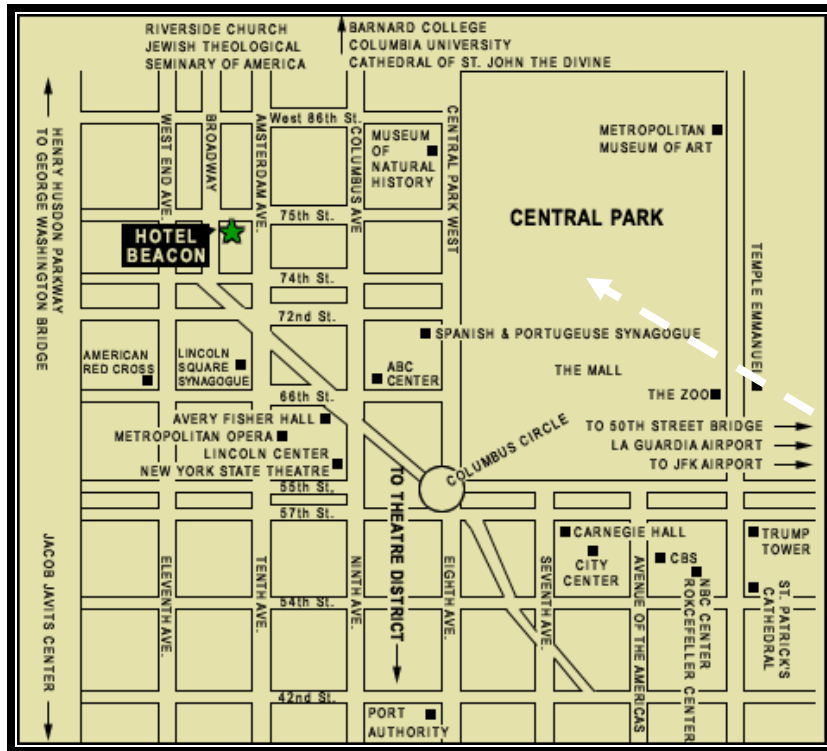 RIVERSIDE CHURCH
JEWISH THEOLOGICAL
SEMINARY OF AMERICA
BARNARD COLLEGE
COLUMBIA UNIVERSITY
CATHEDRAL OF ST. JOHN THE DIVINE
HENRY HUSDON PARKWAY
TO GEORGE WASHINGTON BRIDGE
WEST END AVE.
BROADWAY
AMSTERDAM AVE.
West 86th St.
COLUMBUS AVE
MUSEUM
OF
NATURAL
HISTORY
CENTRAL PARK WEST
METROPOLITAN
MUSEUM OF ART
CENTRAL PARK
75th St.
HOTEL
BEACON
74th St.
72nd St.
TEMPLE EMMANUEL
SPANISH & PORTUGEUSE SYNAGOGUE
AMERICAN
RED CROSS
LINCOLN
SQUARE
SYNAGOGUE
ABC
CENTER
THE MALL
THE ZOO
66th St.
AVERY FISHER HALL
METROPOLITAN OPERA
LINCOLN CENTER
NEW YORK STATE THEATRE
COLUMBUS CIRCLE
TO 50TH STREET BRIDGE
LA GUARDIA AIRPORT
TO JFK AIRPORT
55th St.
57th St.
TO THEATRE DISTRICT
JACOB JAVITS CENTER
ELEVENTH AVE.
TENTH AVE.
NINTH AVE.
EIGHTH AVE.
SEVENTH AVE.
AVENUE OF THE AMERICAS
CARNEGIE HALL
CITY
CENTER
CBS
NBC CENTER
ROKCEFELLER CENTER
TRUMP
TOWER
ST. PATRICK'S
CATHEDRAL
54th St.
42nd St.
PORT
AUTHORITY